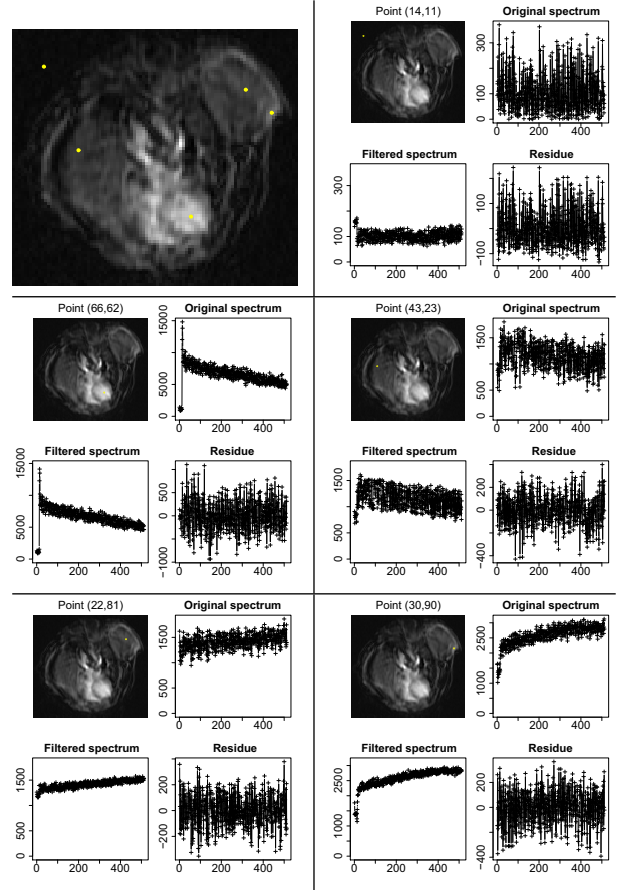 Point (14,11)
Original spectrum
0 100 300
0 200 400
Filtered spectrum
Residue
0 100 300
0 200 400
−100 100
0 200 400
Point (66,62)
Original spectrum
0 5000 15000
0 200 400
Filtered spectrum
Residue
0 5000 15000
0 200 400
−1000 0 500
0 200 400
Point (43,23)
Original spectrum
0 500 1000 1500
0 200 400
Filtered spectrum
Residue
0 500 1000 1500
0 200 400
−400 0 200
0 200 400
Point (22,81)
Original spectrum
0 500 1500
0 200 400
Filtered spectrum
Residue
0 500 1500
0 200 400
−200 0 200
0 200 400
Point (30,90)
Original spectrum
0 1000 2500
0 200 400
Filtered spectrum
Residue
0 1000 2500
0 200 400
−400 0 200
0 200 400